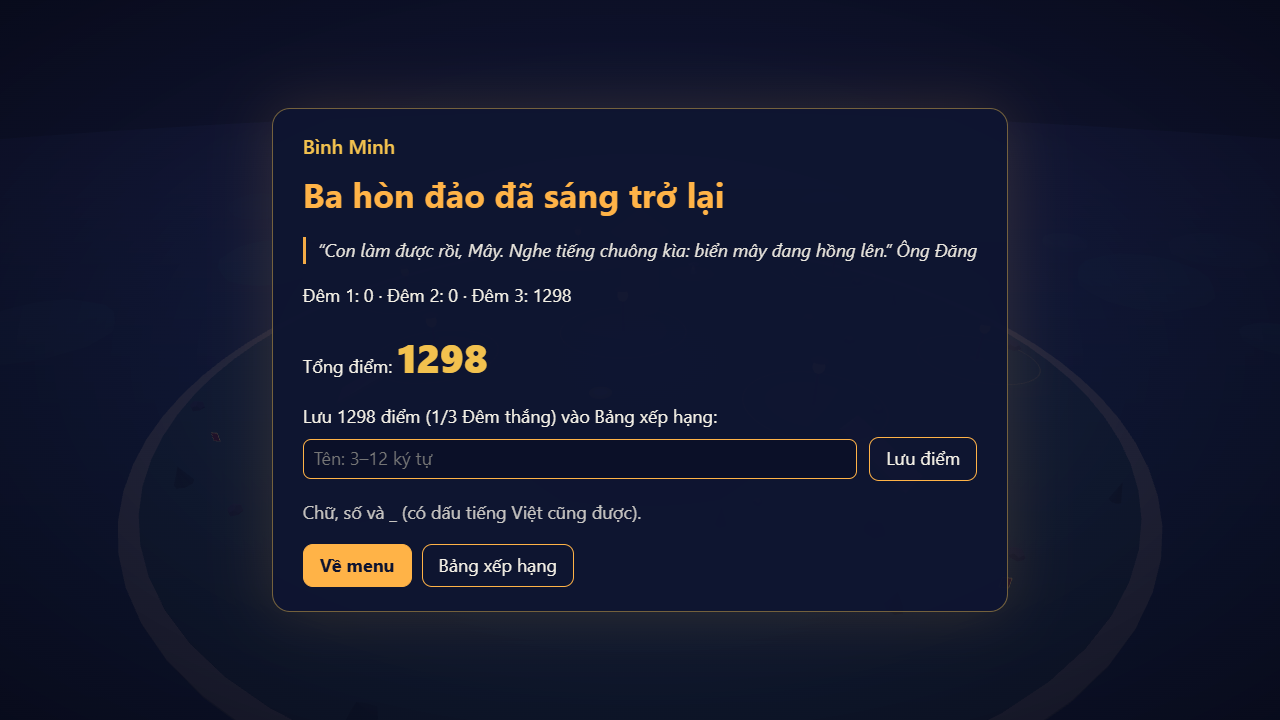 Bình Minh
Ba hòn đảo đã sáng trở lại
“Con làm được rồi, Mây. Nghe tiếng chuông kìa: biển mây đang hồng lên.” Ông Đăng
Đêm 1: 0 · Đêm 2: 0 · Đêm 3: 1298
Tổng điểm: 1298
Lưu 1298 điểm (1/3 Đêm thắng) vào Bảng xếp hạng:
Tên: 3–12 ký tự
Lưu điểm
Chữ, số và _ (có dấu tiếng Việt cũng được).
Về menu
Bảng xếp hạng